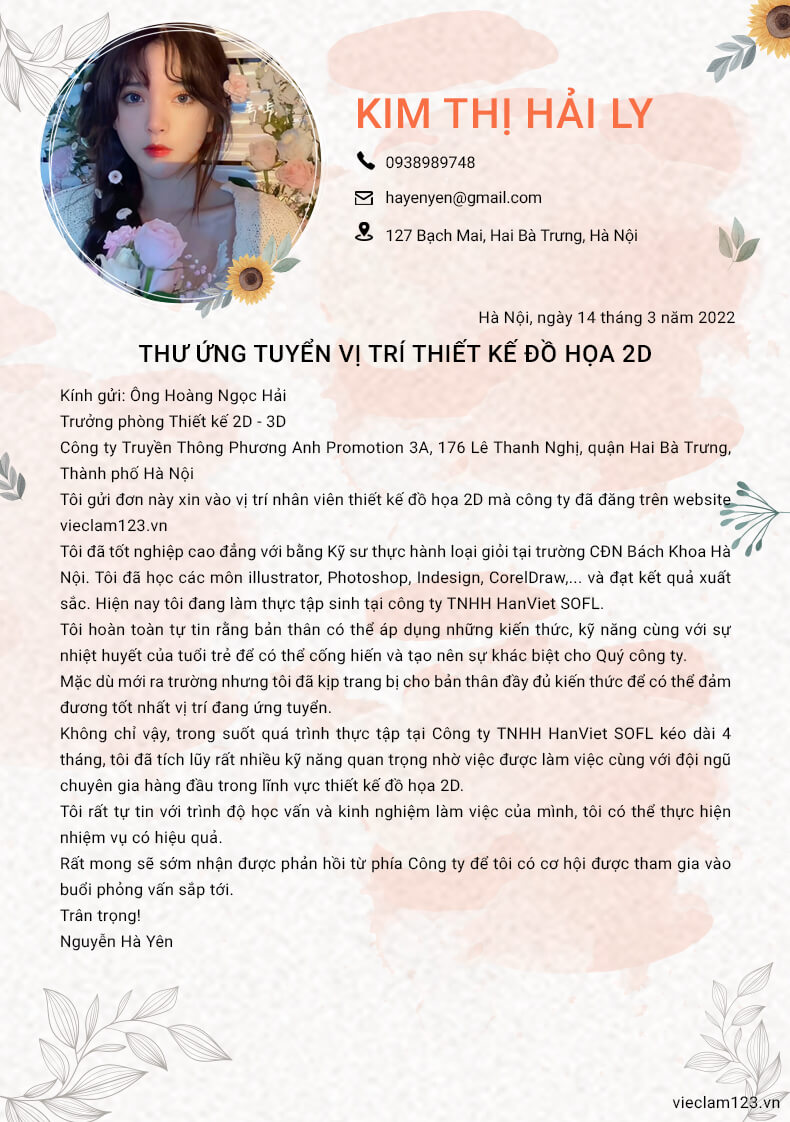 KIM THỊ HẢI LY
0938989748
hayenyen@gmail.com
127 Bạch Mai, Hai Bà Trưng, Hà Nội
Hà Nội, ngày 14 tháng 3 năm 2022
THƯ ỨNG TUYỂN VỊ TRÍ THIẾT KẾ ĐỒ HỌA 2D
Kính gửi: Ông Hoàng Ngọc Hải
Trưởng phòng Thiết kế 2D - 3D
Công ty Truyền Thông Phương Anh Promotion 3A, 176 Lê Thanh Nghị, quận Hai Bà Trưng,
Thành phố Hà Nội
Tôi gửi đơn này xin vào vị trí nhân viên thiết kế đồ họa 2D mà công ty đã đăng trên website
vieclam123.vn
Tôi đã tốt nghiệp cao đẳng với bằng Kỹ sư thực hành loại giỏi tại trường CĐN Bách Khoa Hà
Nội. Tôi đã học các môn illustrator, Photoshop, Indesign, CorelDraw,... và đạt kết quả xuất
sắc. Hiện nay tôi đang làm thực tập sinh tại công ty TNHH HanViet SOFL.
Tôi hoàn toàn tự tin rằng bản thân có thể áp dụng những kiến thức, kỹ năng cùng với sự
nhiệt huyết của tuổi trẻ để có thể cống hiến và tạo nên sự khác biệt cho Quý công ty.
Mặc dù mới ra trường nhưng tôi đã kịp trang bị cho bản thân đầy đủ kiến thức để có thể đảm
đương tốt nhất vị trí đang ứng tuyển.
Không chỉ vậy, trong suốt quá trình thực tập tại Công ty TNHH HanViet SOFL kéo dài 4
tháng, tôi đã tích lũy rất nhiều kỹ năng quan trọng nhờ việc được làm việc cùng với đội ngũ
chuyên gia hàng đầu trong lĩnh vực thiết kế đồ họa 2D.
Tôi rất tự tin với trình độ học vấn và kinh nghiệm làm việc của mình, tôi có thể thực hiện
nhiệm vụ có hiệu quả.
Rất mong sẽ sớm nhận được phản hồi từ phía Công ty để tôi có cơ hội được tham gia vào
buổi phỏng vấn sắp tới.
Trân trọng!
Nguyễn Hà Yên
vieclam123.vn